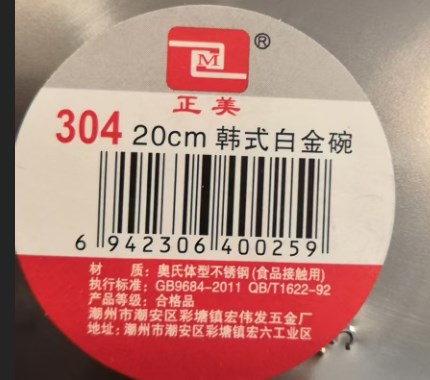 M
®
正美
304 20cm 韩式白金碗
6 942306 400259
材 质：奥氏体型不锈钢(食品接触用)
执行标准：GB9684-2011 QB/T1622-92
产品等级：合格品
潮州市潮安区彩塘镇宏伟发五金厂
地址：潮州市潮安区彩塘镇宏六工业区